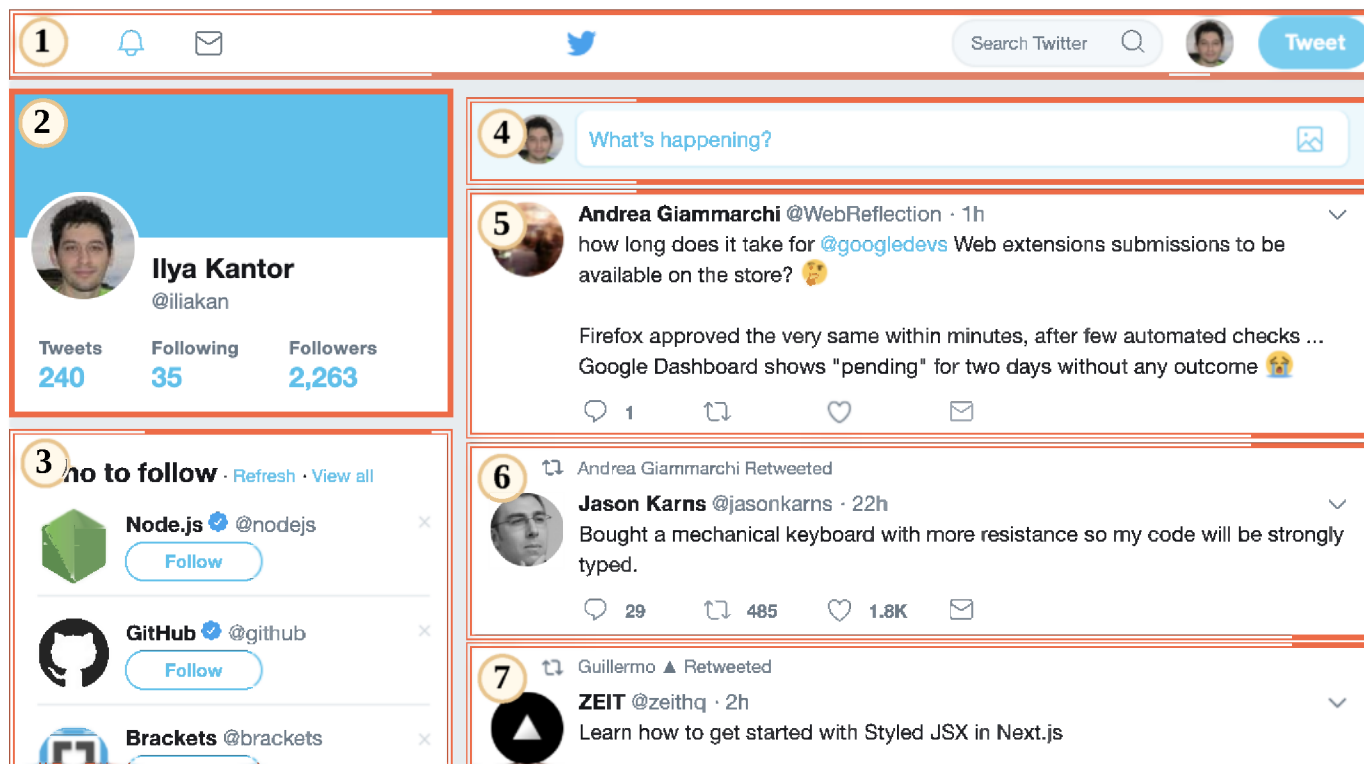 1
Search Twitter
Tweet
2
Ilya Kantor
@iliakan
Tweets Following Followers
240 35 2,263
3
ho to follow · Refresh · View all
Node.js @nodejs
Follow
GitHub @github
Follow
Brackets @brackets
4
What's happening?
5
Andrea Giammarchi @WebReflection · 1h
how long does it take for @googledevs Web extensions submissions to be
available on the store? 🤔
Firefox approved the very same within minutes, after few automated checks ...
Google Dashboard shows "pending" for two days without any outcome 😭
1
6
Andrea Giammarchi Retweeted
Jason Karns @jasonkarns · 22h
Bought a mechanical keyboard with more resistance so my code will be strongly
typed.
29 485 1.8K
7
Guillermo ▲ Retweeted
ZEIT @zeithq · 2h
Learn how to get started with Styled JSX in Next.js